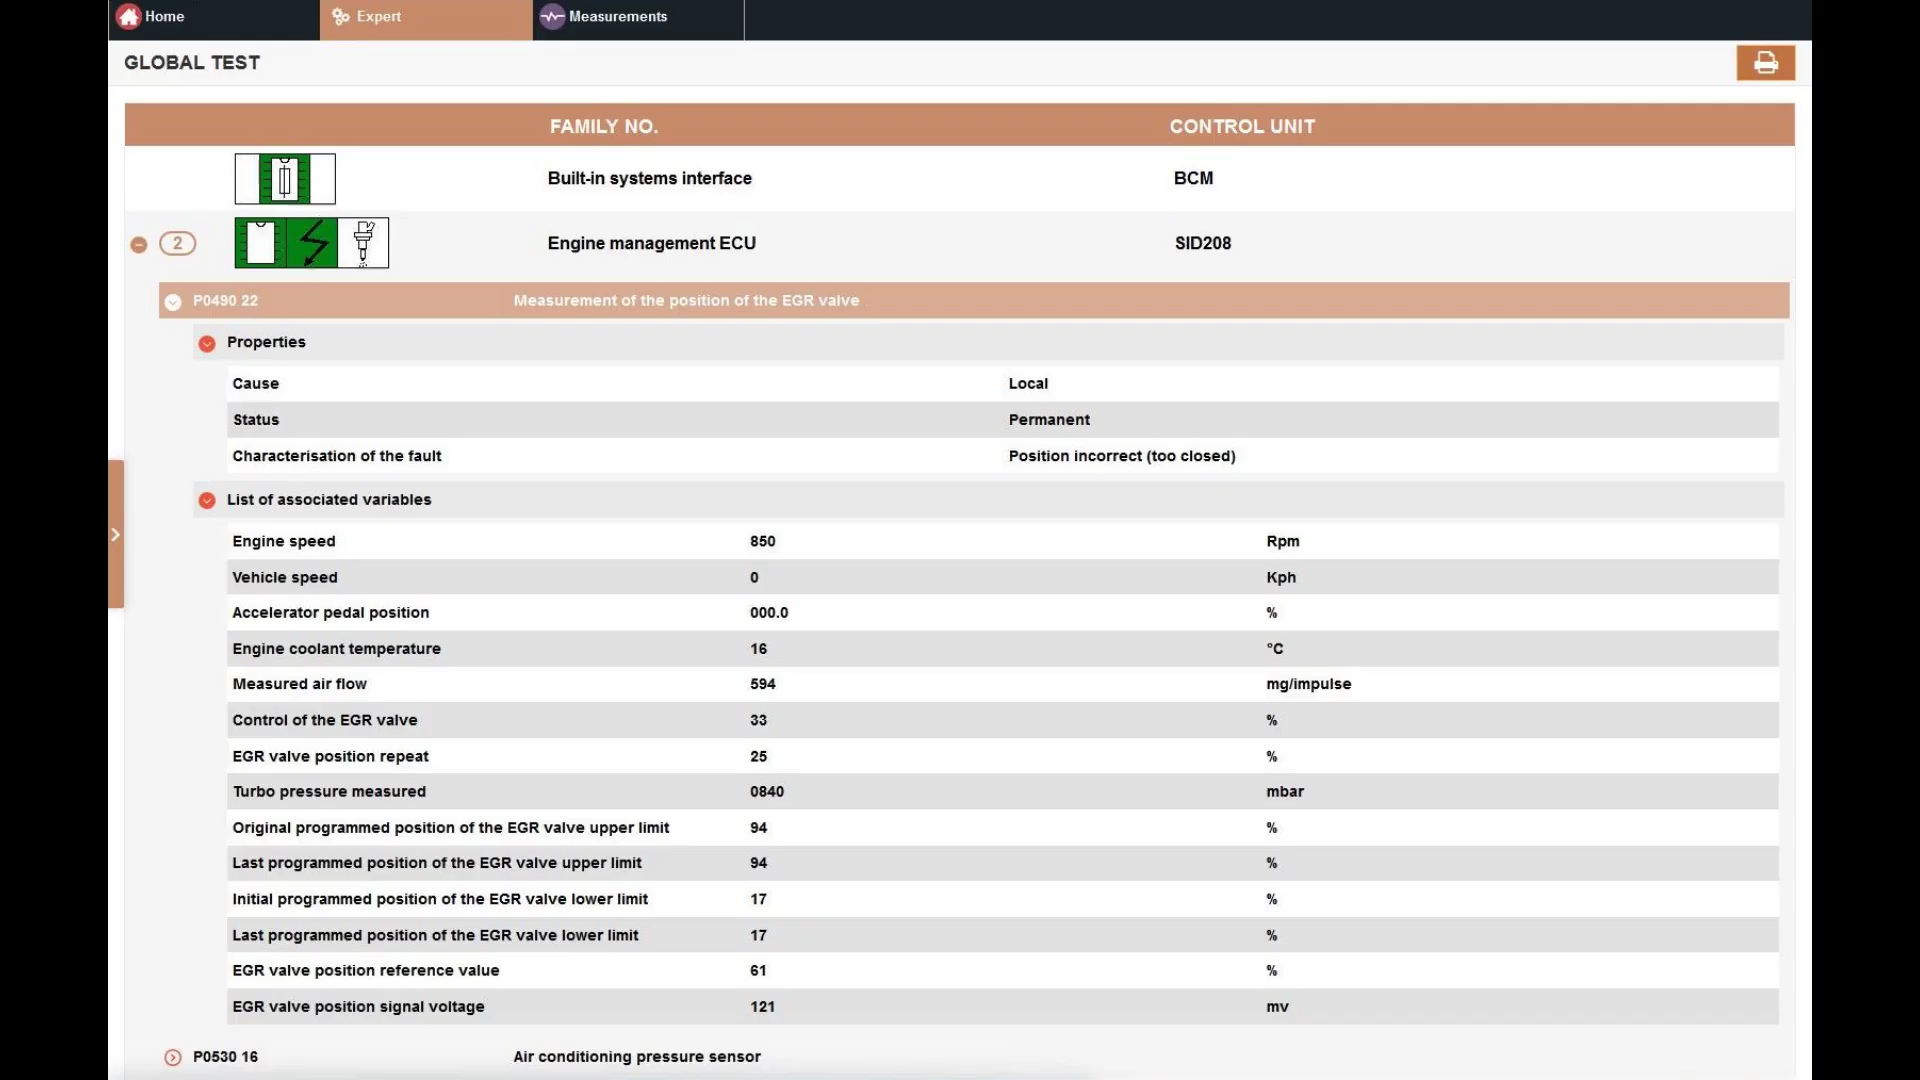 Home Expert Measurements
GLOBAL TEST
FAMILY NO. CONTROL UNIT
Built-in systems interface BCM
2 Engine management ECU SID208
P0490 22 Measurement of the position of the EGR valve
Properties
Cause Local
Status Permanent
Characterisation of the fault Position incorrect (too closed)
List of associated variables
Engine speed 850 Rpm
Vehicle speed 0 Kph
Accelerator pedal position 000.0 %
Engine coolant temperature 16 °C
Measured air flow 594 mg/impulse
Control of the EGR valve 33 %
EGR valve position repeat 25 %
Turbo pressure measured 0840 mbar
Original programmed position of the EGR valve upper limit 94 %
Last programmed position of the EGR valve upper limit 94 %
Initial programmed position of the EGR valve lower limit 17 %
Last programmed position of the EGR valve lower limit 17 %
EGR valve position reference value 61 %
EGR valve position signal voltage 121 mv
P0530 16 Air conditioning pressure sensor